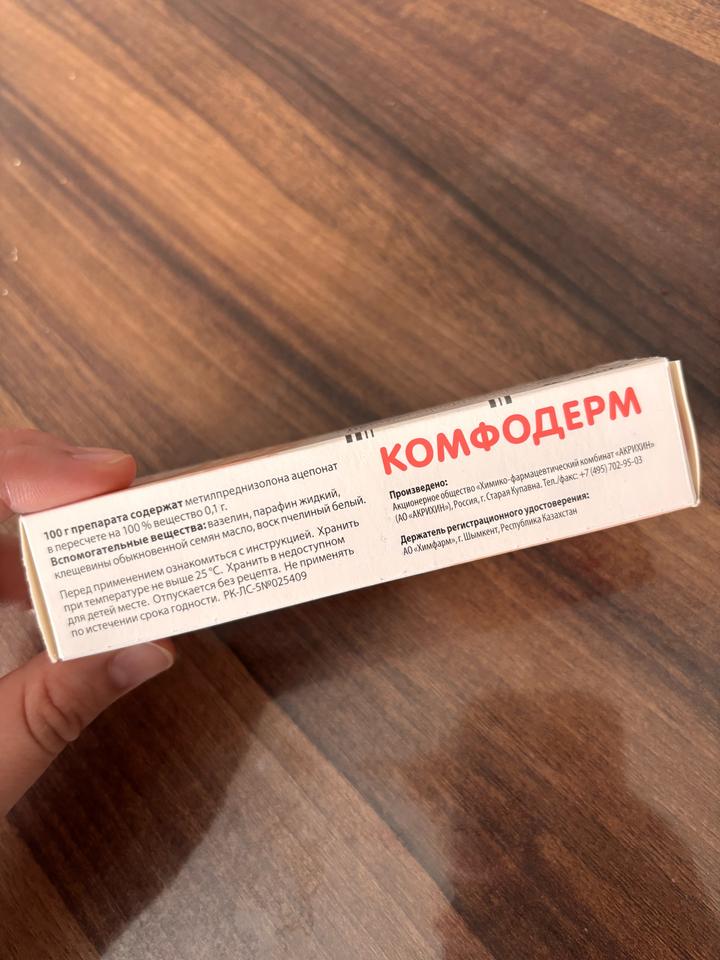 100 г препарата содержат метилпреднизолона ацепонат
в пересчете на 100 % вещество 0,1 г.
Вспомогательные вещества: вазелин, парафин жидкий,
клещевины обыкновенной семян масло, воск пчелиный белый.
Перед применением ознакомиться с инструкцией. Хранить
при температуре не выше 25 °С. Хранить в недоступном
для детей месте. Отпускается без рецепта. Не применять
по истечении срока годности. РК-ЛС-5№025409
КОМФОДЕРМ
Произведено:
Акционерное общество «Химико-фармацевтический комбинат «АКРИХИН»
(АО «АКРИХИН»), Россия, г. Старая Купавна. Тел./факс: +7 (495) 702-95-03
Держатель регистрационного удостоверения:
АО «Химфарм», г. Шымкент, Республика Казахстан